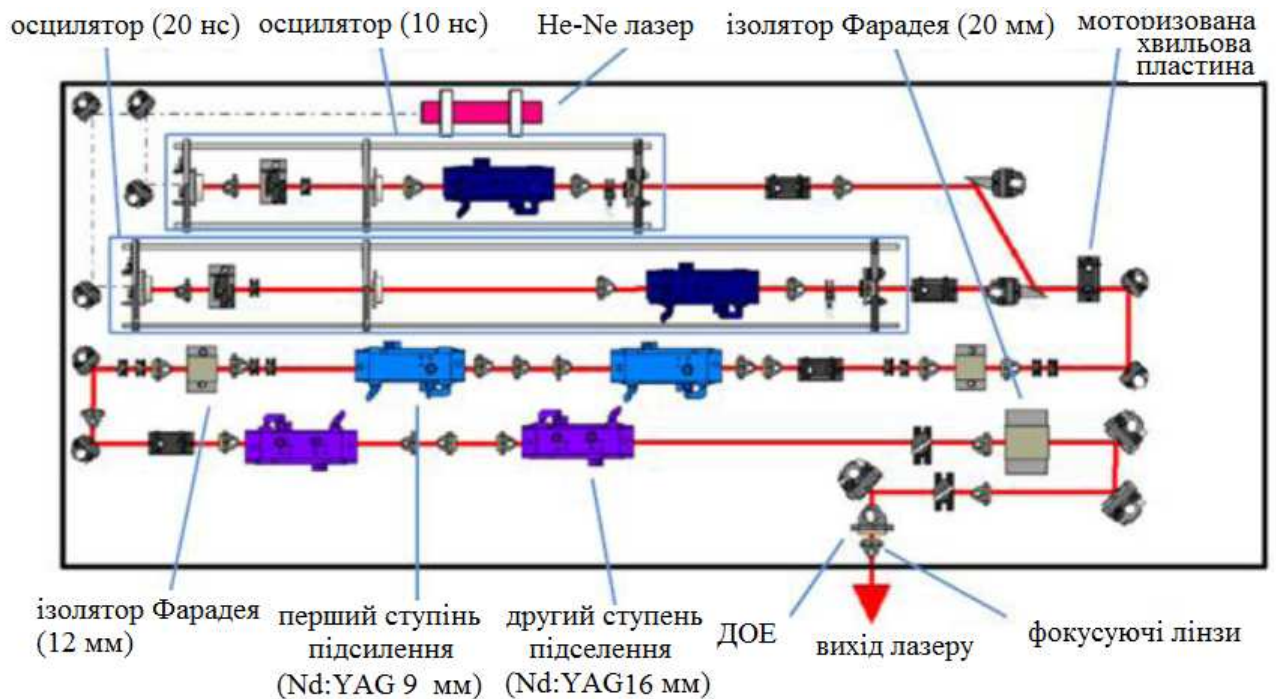 осцилятор (20 нс)
осцилятор (10 нс)
He-Ne лазер
ізолятор Фарадея (20 мм)
моторизована
хвильова
пластина
ізолятор Фарадея
(12 мм)
перший ступінь
підсилення
(Nd:YAG 9 мм)
другий ступень
підселення
(Nd:YAG16 мм)
ДОЕ
вихід лазеру
фокусуючі лінзи